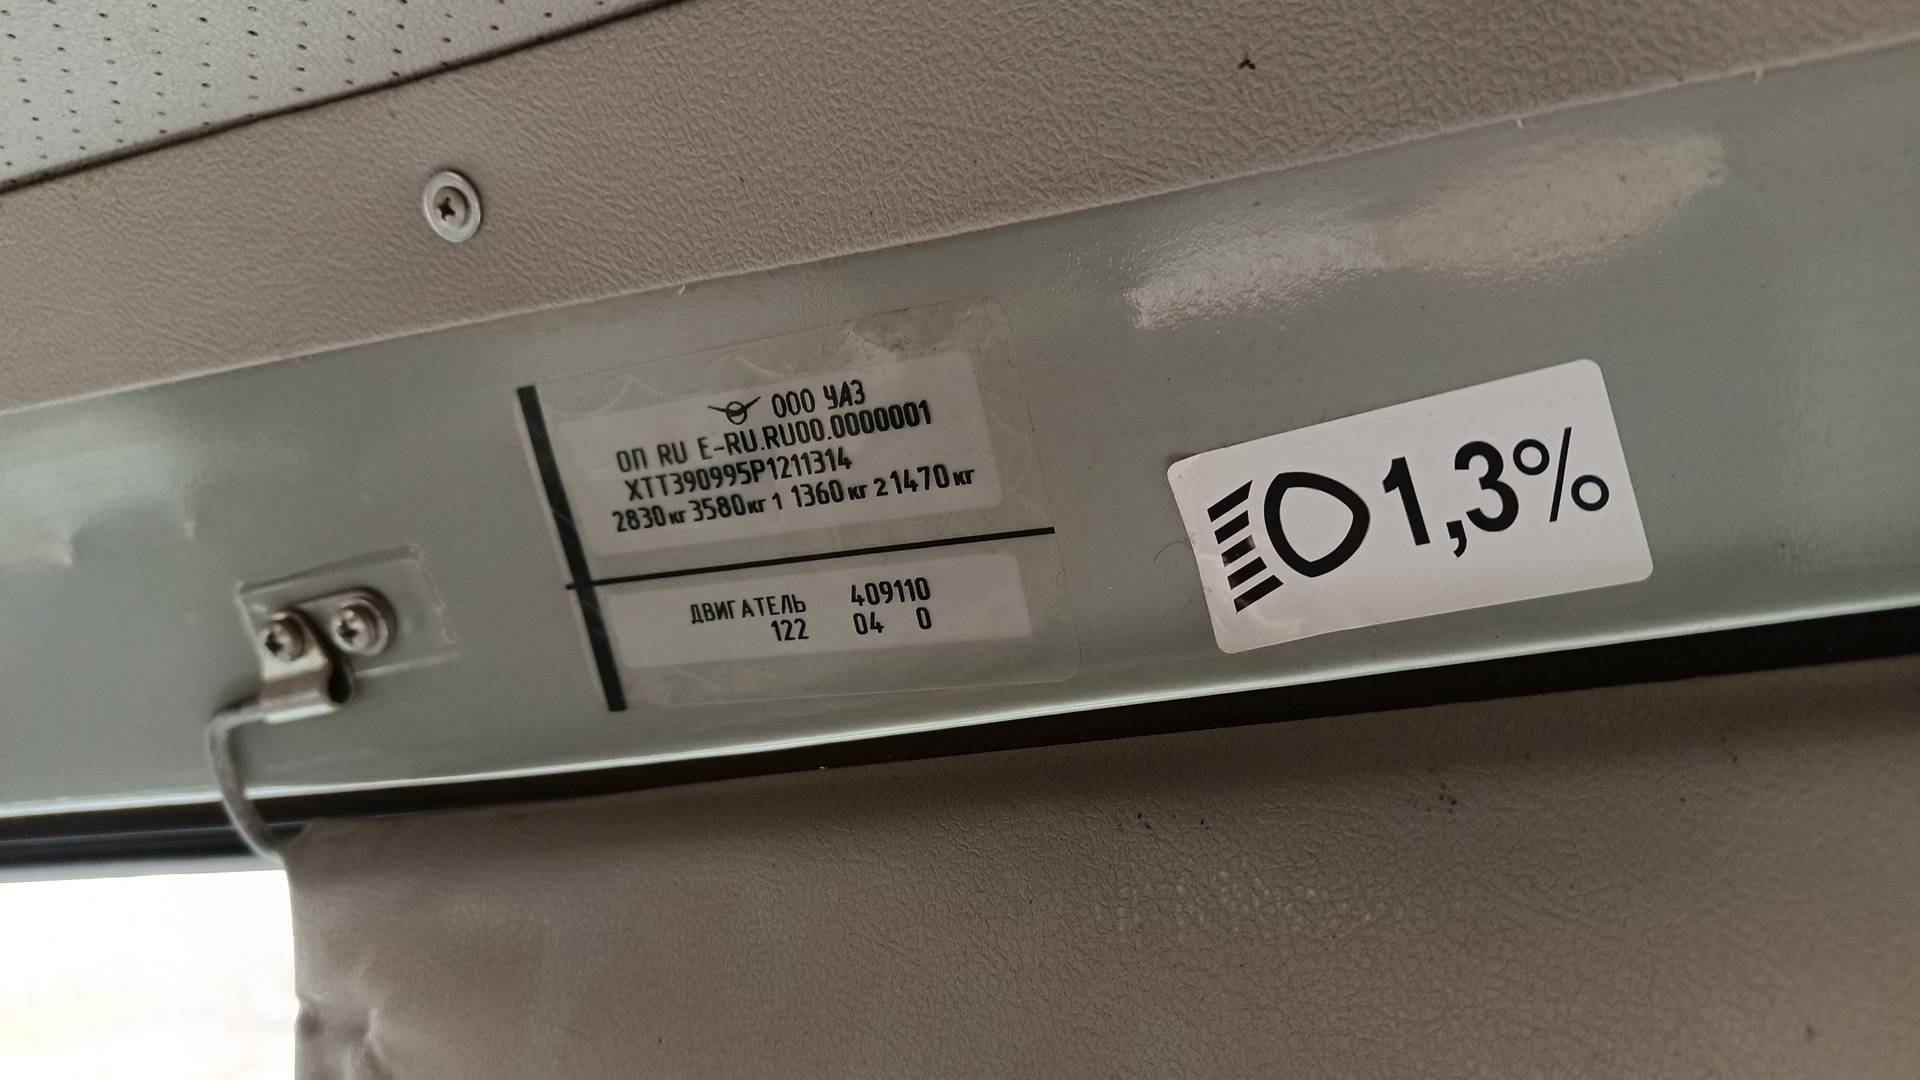 ООО УАЗ
ОП RU E-RU.RU00.0000001
XTT390995P1211314
2830кг 3580кг 1 1360кг 2 1470кг
ДВИГАТЕЛЬ 409110
122 04 0
1,3%